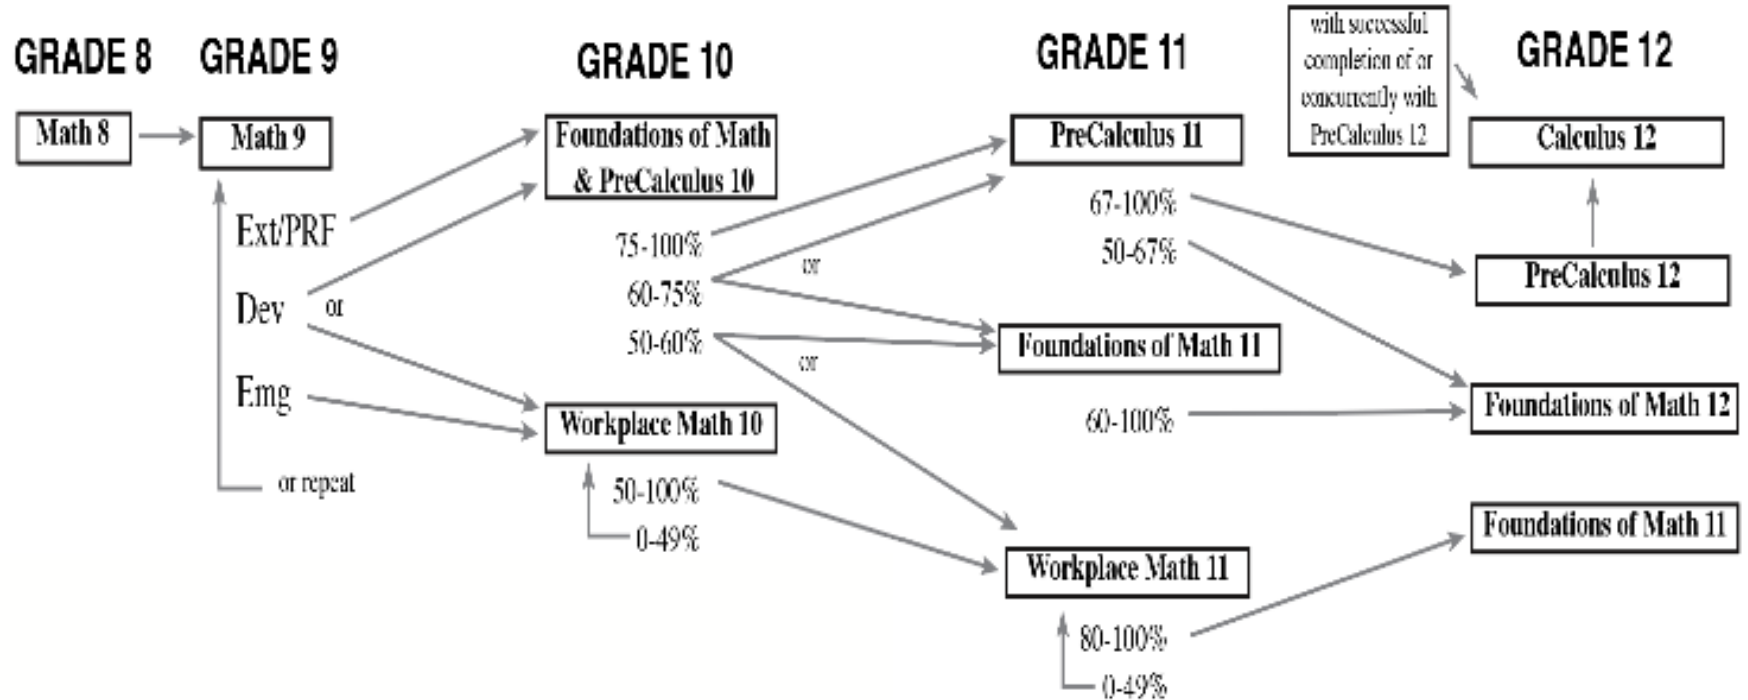 GRADE 8
GRADE 9
GRADE 10
GRADE 11
with successful
completion of or
concurrently with
PreCalculus 12
GRADE 12
Math 8
Math 9
Foundations of Math
& PreCalculus 10
PreCalculus 11
Calculus 12
Ext/PRF
75-100%
67-100%
50-67%
or
PreCalculus 12
Dev
or
60-75%
50-60%
or
Foundations of Math 11
Emg
Workplace Math 10
60-100%
Foundations of Math 12
or repeat
50-100%
0-49%
Foundations of Math 11
Workplace Math 11
80-100%
0-49%